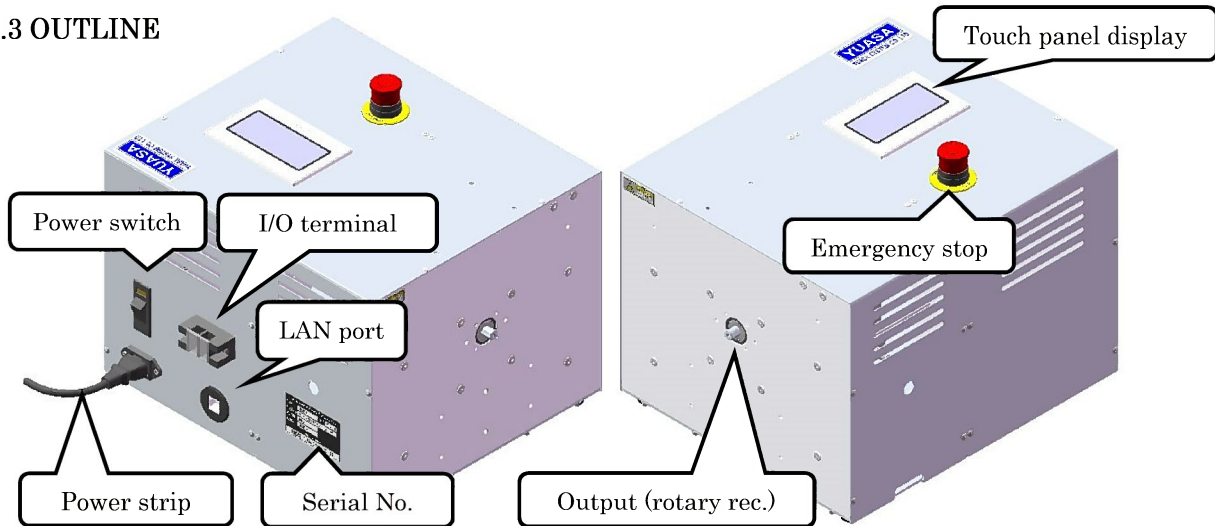 .3 OUTLINE
Touch panel display
YUASA
YUASA
Power switch
I/O terminal
Emergency stop
LAN port
Power strip
Serial No.
Output (rotary rec.)